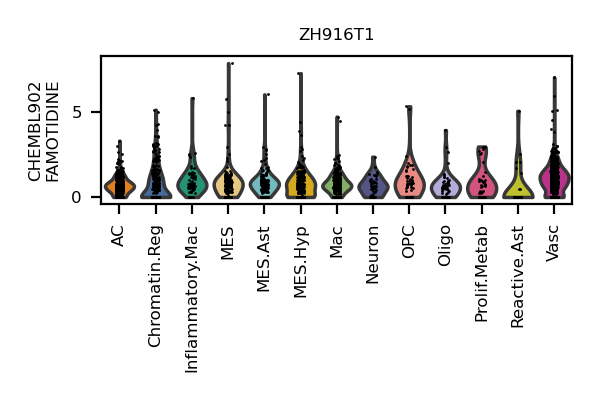 ZH916T1
CHEMBL902
FAMOTIDINE
5
0
AC
Chromatin.Reg
Inflammatory.Mac
MES
MES.Ast
MES.Hyp
Mac
Neuron
OPC
Oligo
Prolif.Metab
Reactive.Ast
Vasc